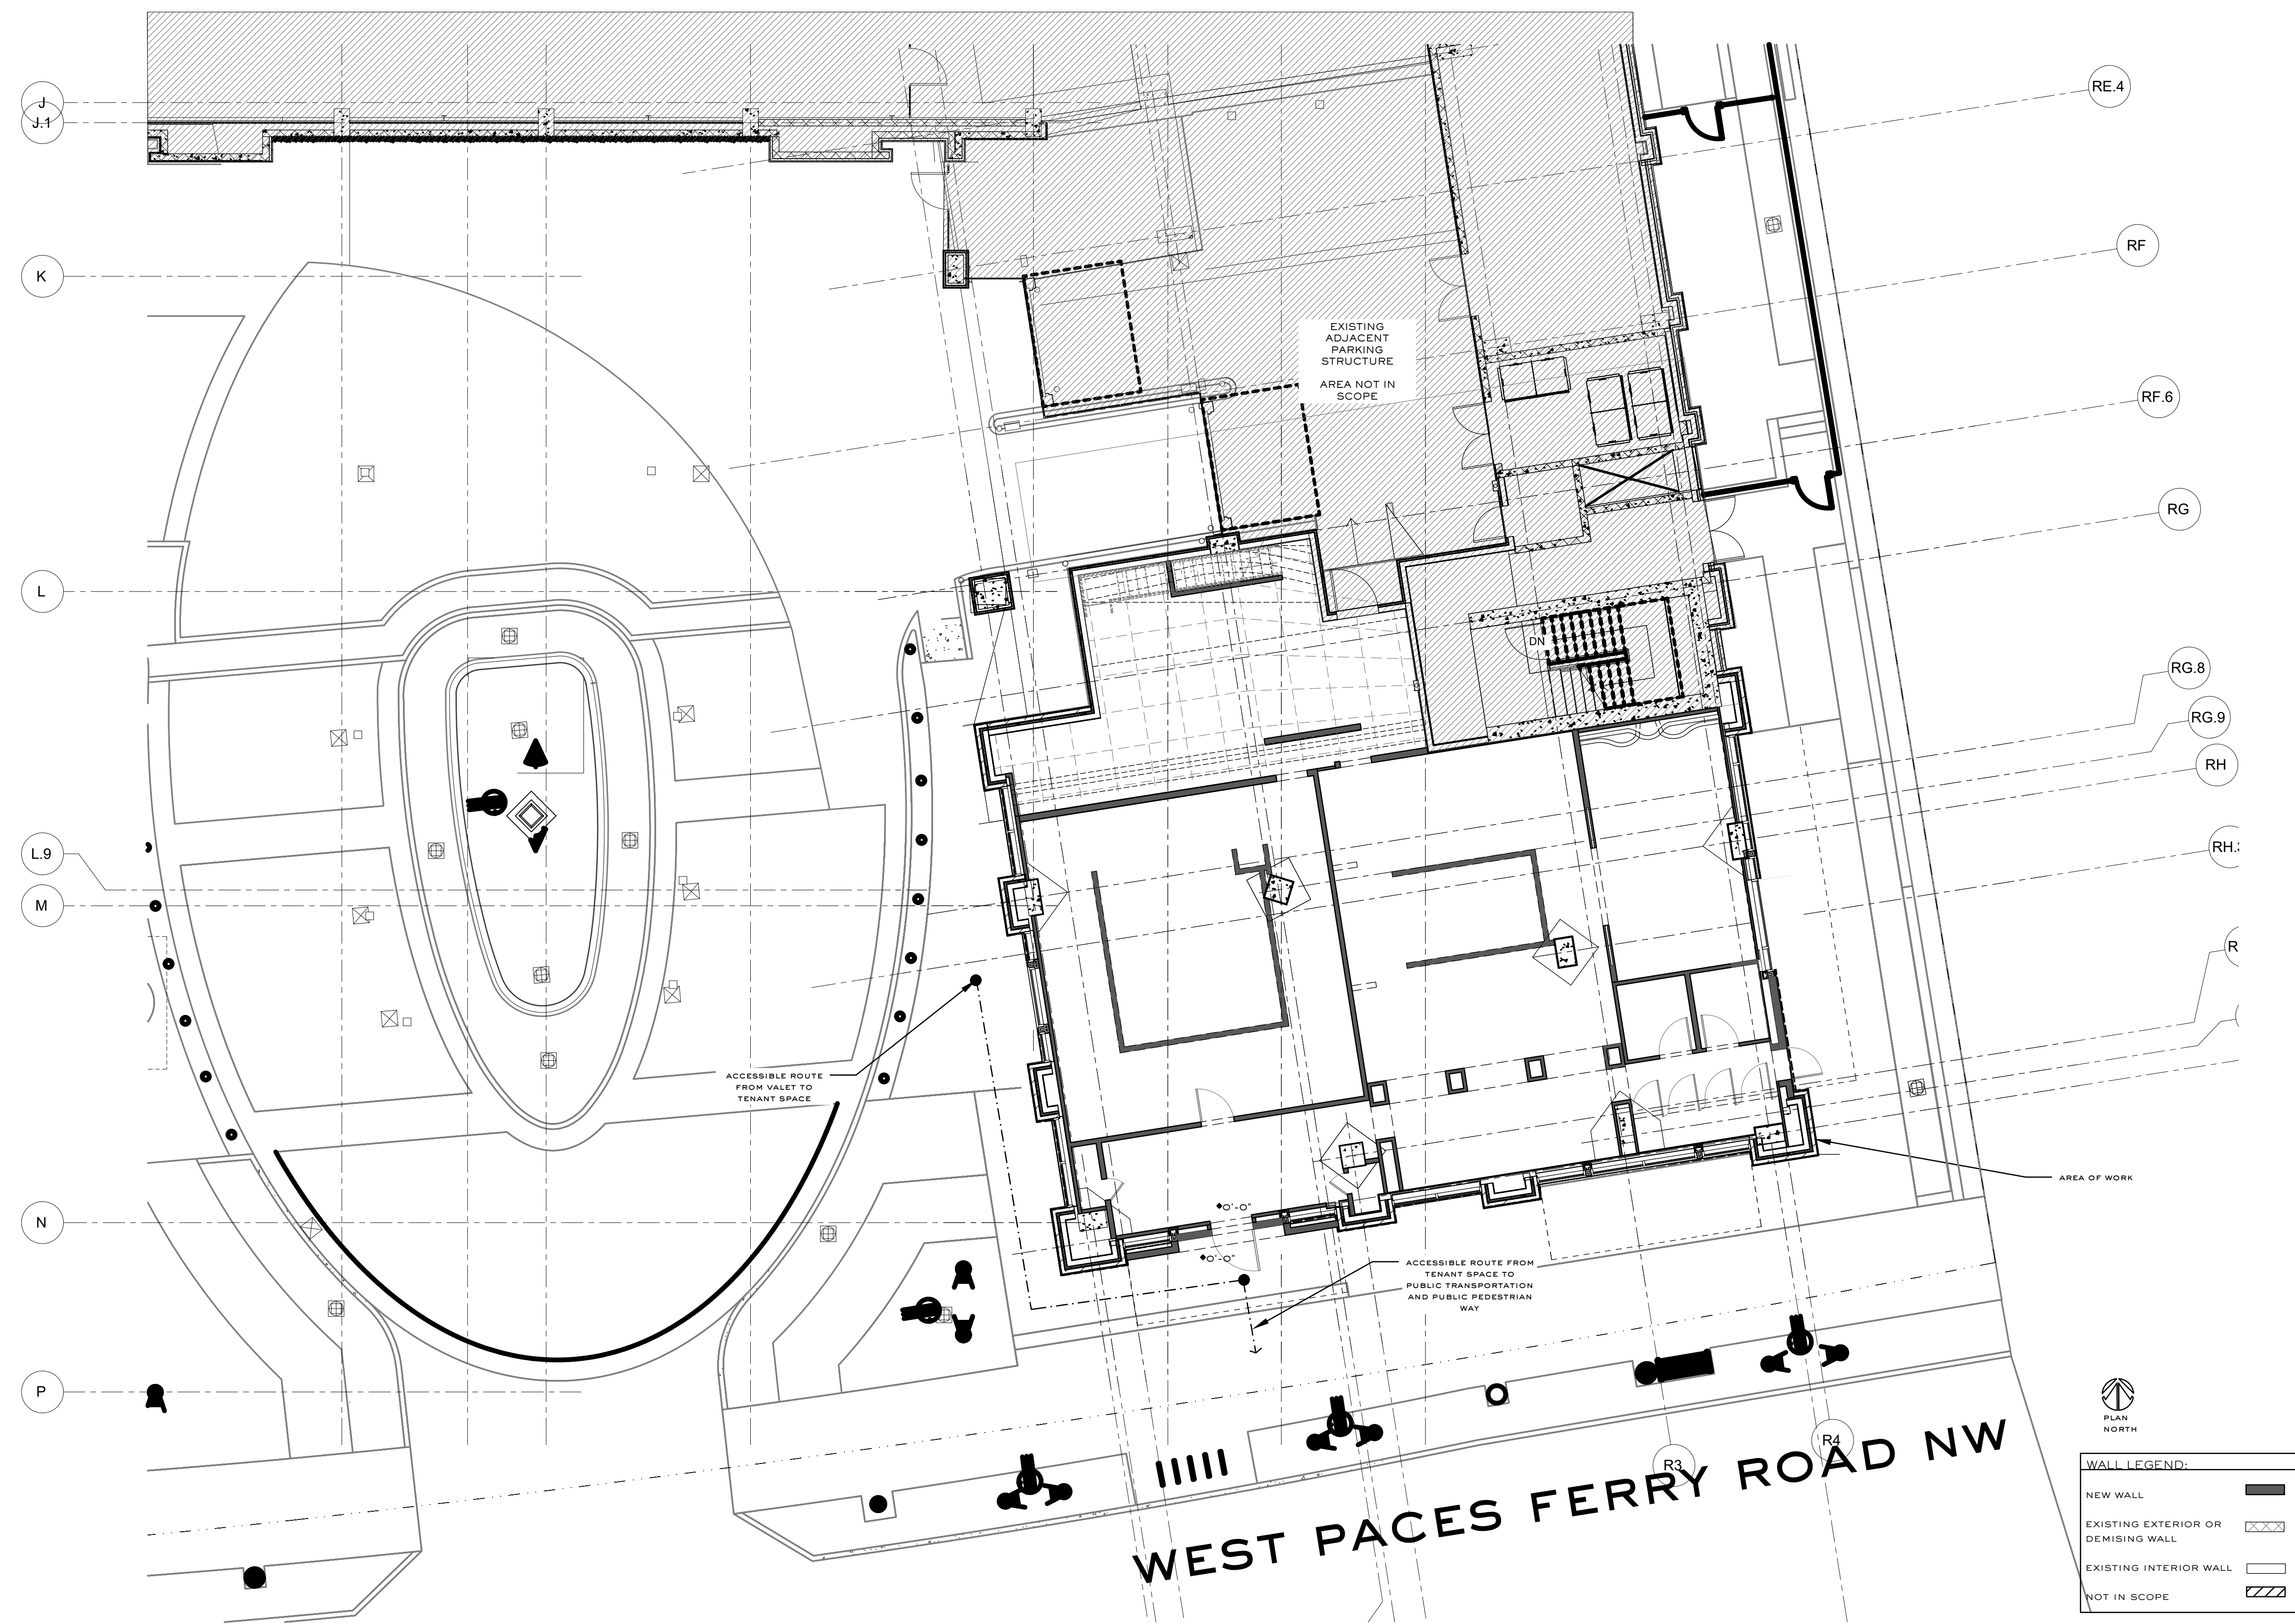 J
J.1
K
L
L.9
M
N
P
RE.4
RF
RF.6
RG
RG.8
RG.9
RH
RH.3
R
EXISTING
ADJACENT
PARKING
STRUCTURE
AREA NOT IN
SCOPE
DN
ACCESSIBLE ROUTE
FROM VALET TO
TENANT SPACE
0'-0"
0'-0"
AREA OF WORK
ACCESSIBLE ROUTE FROM
TENANT SPACE TO
PUBLIC TRANSPORTATION
AND PUBLIC PEDESTRIAN
WAY
R3
R4
WEST PACES FERRY ROAD NW
PLAN
NORTH
WALL LEGEND:
NEW WALL
EXISTING EXTERIOR OR
DEMISING WALL
EXISTING INTERIOR WALL
NOT IN SCOPE